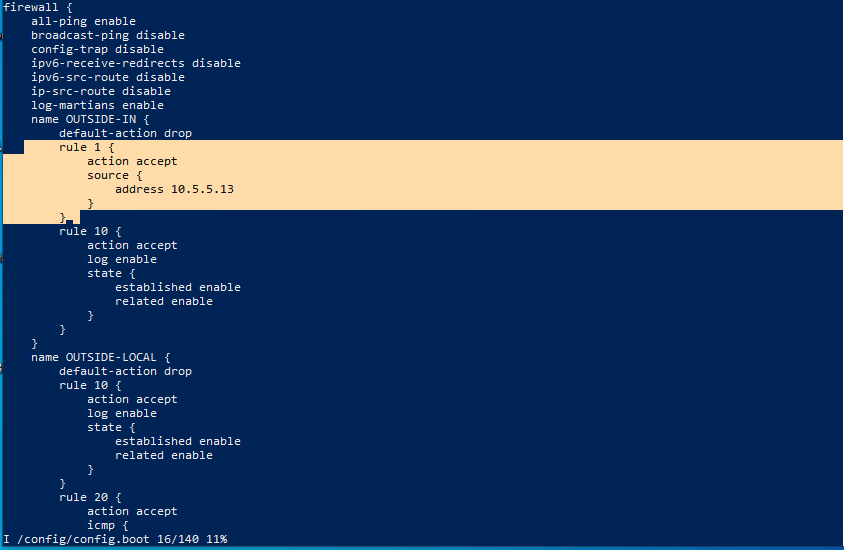 firewall {
    all-ping enable
    broadcast-ping disable
    config-trap disable
    ipv6-receive-redirects disable
    ipv6-src-route disable
    ip-src-route disable
    log-martians enable
    name OUTSIDE-IN {
        default-action drop
        rule 1 {
            action accept
            source {
                address 10.5.5.13
            }
        }
        rule 10 {
            action accept
            log enable
            state {
                established enable
                related enable
            }
        }
    }
    name OUTSIDE-LOCAL {
        default-action drop
        rule 10 {
            action accept
            log enable
            state {
                established enable
                related enable
            }
        }
        rule 20 {
            action accept
            icmp {
I /config/config.boot 16/140 11%